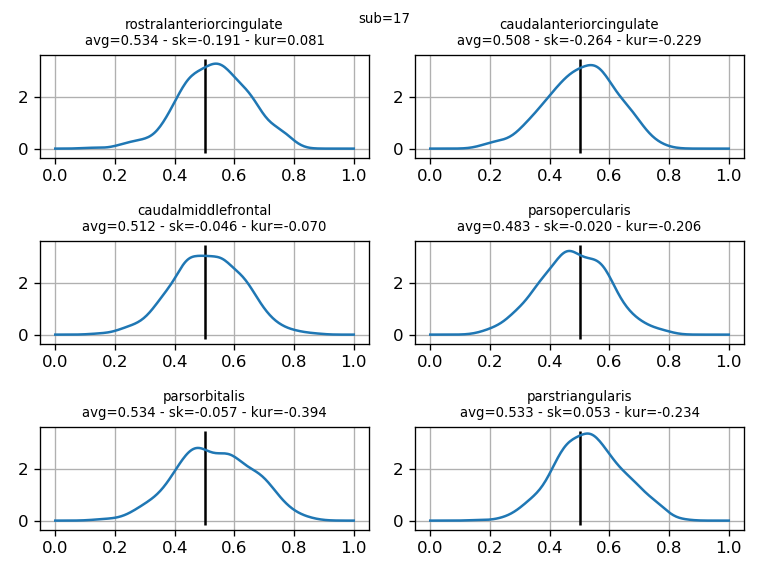 sub=17
rostralanteriorcingulate
avg=0.534 - sk=-0.191 - kur=0.081
2
0
0.0 0.2 0.4 0.6 0.8 1.0
caudalanteriorcingulate
avg=0.508 - sk=-0.264 - kur=-0.229
2
0
0.0 0.2 0.4 0.6 0.8 1.0
caudalmiddlefrontal
avg=0.512 - sk=-0.046 - kur=-0.070
2
0
0.0 0.2 0.4 0.6 0.8 1.0
parsopercularis
avg=0.483 - sk=-0.020 - kur=-0.206
2
0
0.0 0.2 0.4 0.6 0.8 1.0
parsorbitalis
avg=0.534 - sk=-0.057 - kur=-0.394
2
0
0.0 0.2 0.4 0.6 0.8 1.0
parstriangularis
avg=0.533 - sk=0.053 - kur=-0.234
2
0
0.0 0.2 0.4 0.6 0.8 1.0